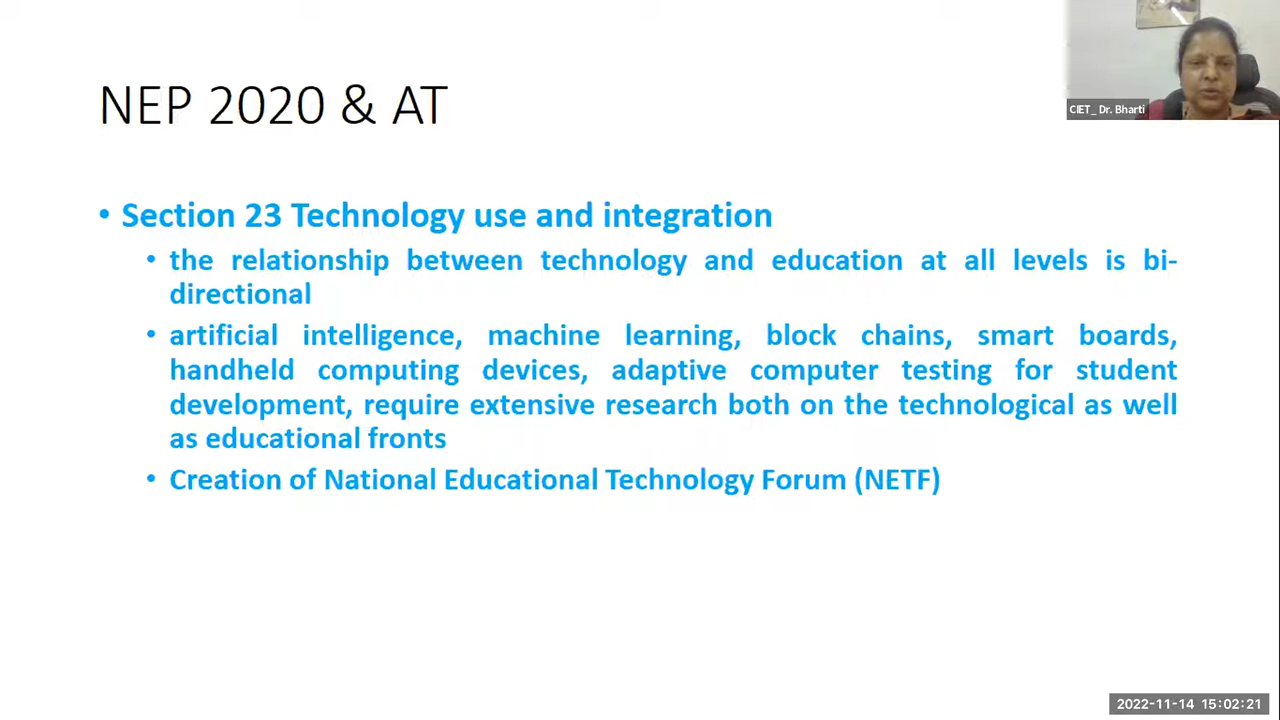 CIET_ Dr. Bharti
NEP 2020 & AT
• Section 23 Technology use and integration
• the relationship between technology and education at all levels is bi-
directional
• artificial intelligence, machine learning, block chains, smart boards,
handheld computing devices, adaptive computer testing for student
development, require extensive research both on the technological as well
as educational fronts
• Creation of National Educational Technology Forum (NETF)
2022-11-14 15:02:21